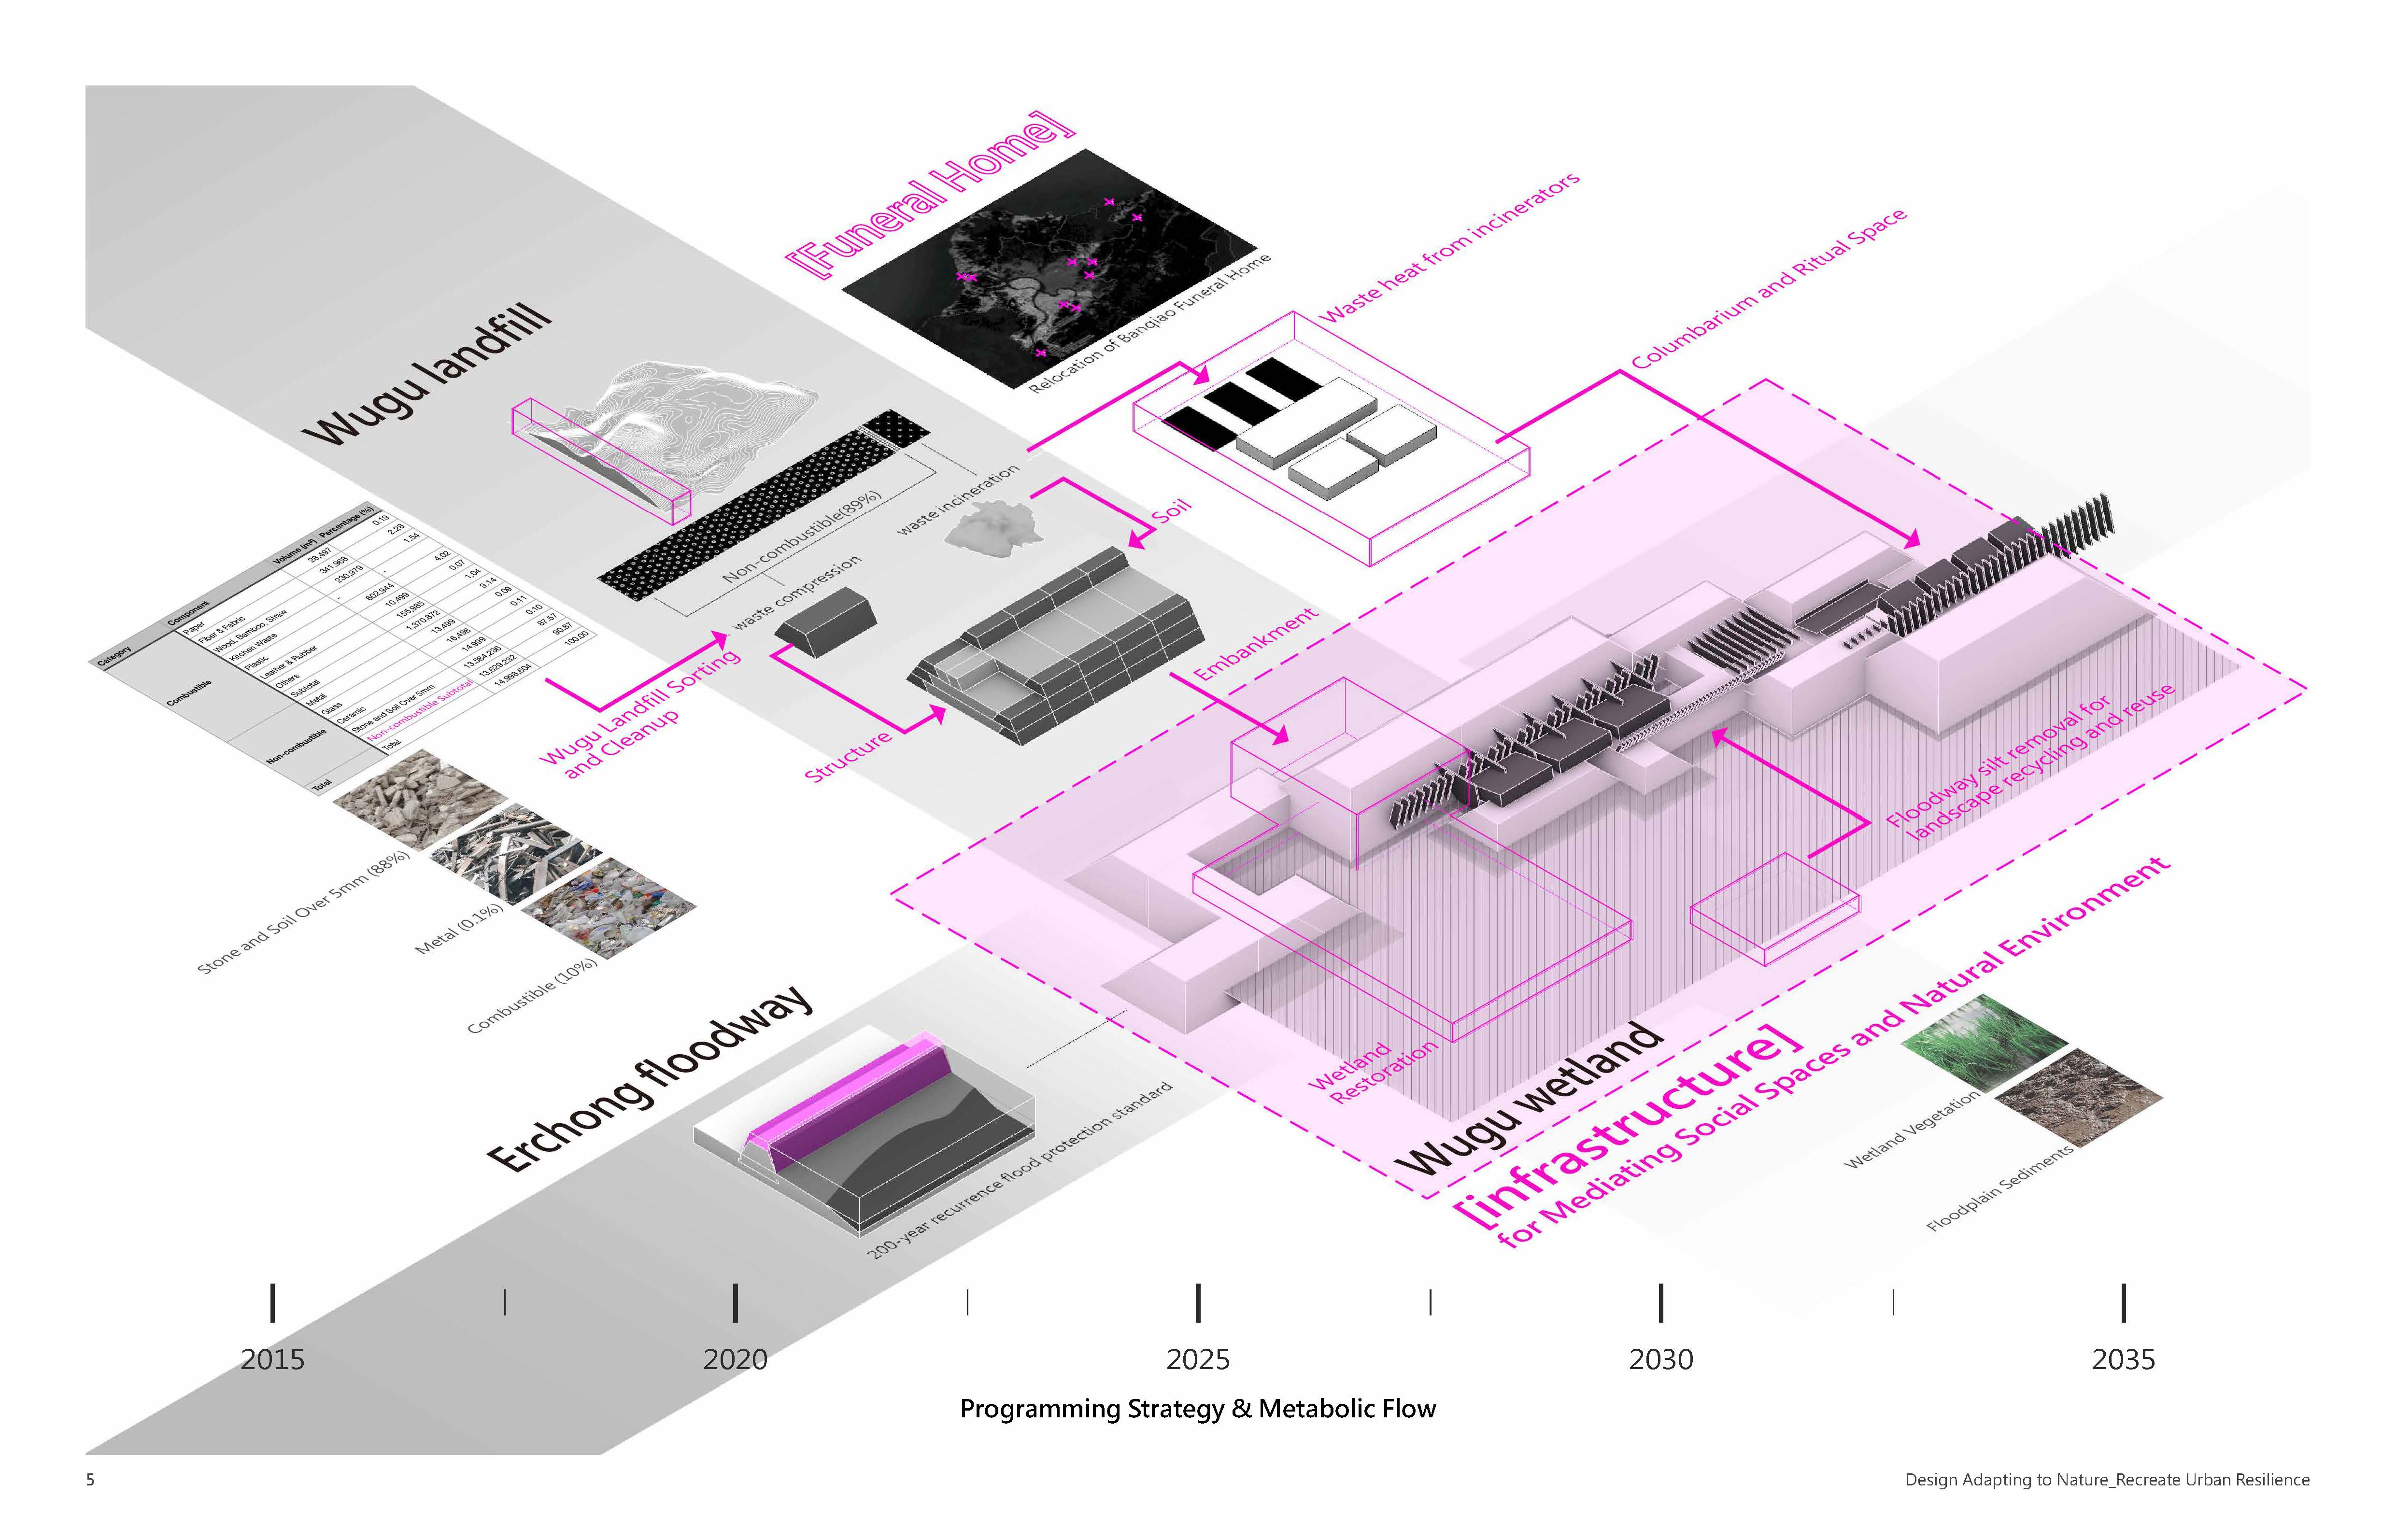 [Funeral Home]
Relocation of Banqiao Funeral Home
Waste heat from incinerators
Columbarium and Ritual Space
Wugu landfill
Non-combustible(89%)
waste incineration
waste compression
Soil
Category Component Volume (m³) Percentage (%)
Combustible
Paper 28,497 0.19
Fiber & Fabric 341,968 2.28
Wood, Bamboo, Straw 230,979 1.54
Kitchen Waste - -
Plastic 602,944 4.02
Leather & Rubber 10,499 0.07
Others 155,985 1.04
Subtotal 1,370,872 9.14
Non-combustible
Metal 13,499 0.09
Glass 16,498 0.11
Ceramic 14,999 0.10
Stone and Soil Over 5mm 13,584,236 87.57
Non-combustible Subtotal 13,629,232 90.87
Total Total 14,998,604 100.00
Wugu Landfill Sorting
and Cleanup
Structure
Embankment
Floodway silt removal for
landscape recycling and reuse
Stone and Soil Over 5mm (88%)
Metal (0.1%)
Combustible (10%)
Erchong floodway
200-year recurrence flood protection standard
Wetland
Restoration
Wugu wetland
[infrastructure]
for Mediating Social Spaces and Natural Environment
Wetland Vegetation
Floodplain Sediments
2015 2020 2025 2030 2035
Programming Strategy & Metabolic Flow
5
Design Adapting to Nature_Recreate Urban Resilience